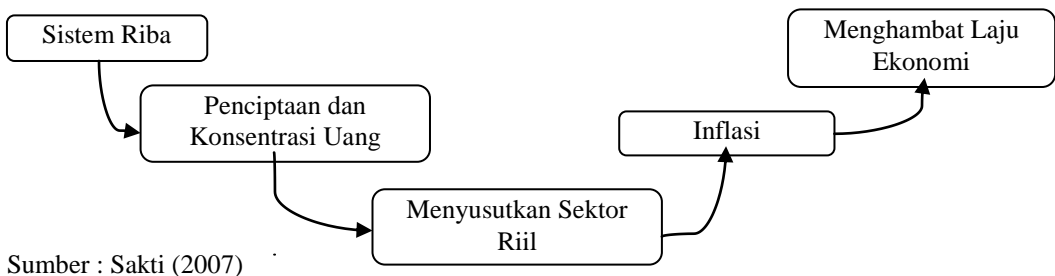 Sistem Riba
Penciptaan dan
Konsentrasi Uang
Menyusutkan Sektor
Riil
Inflasi
Menghambat Laju
Ekonomi
Sumber : Sakti (2007)